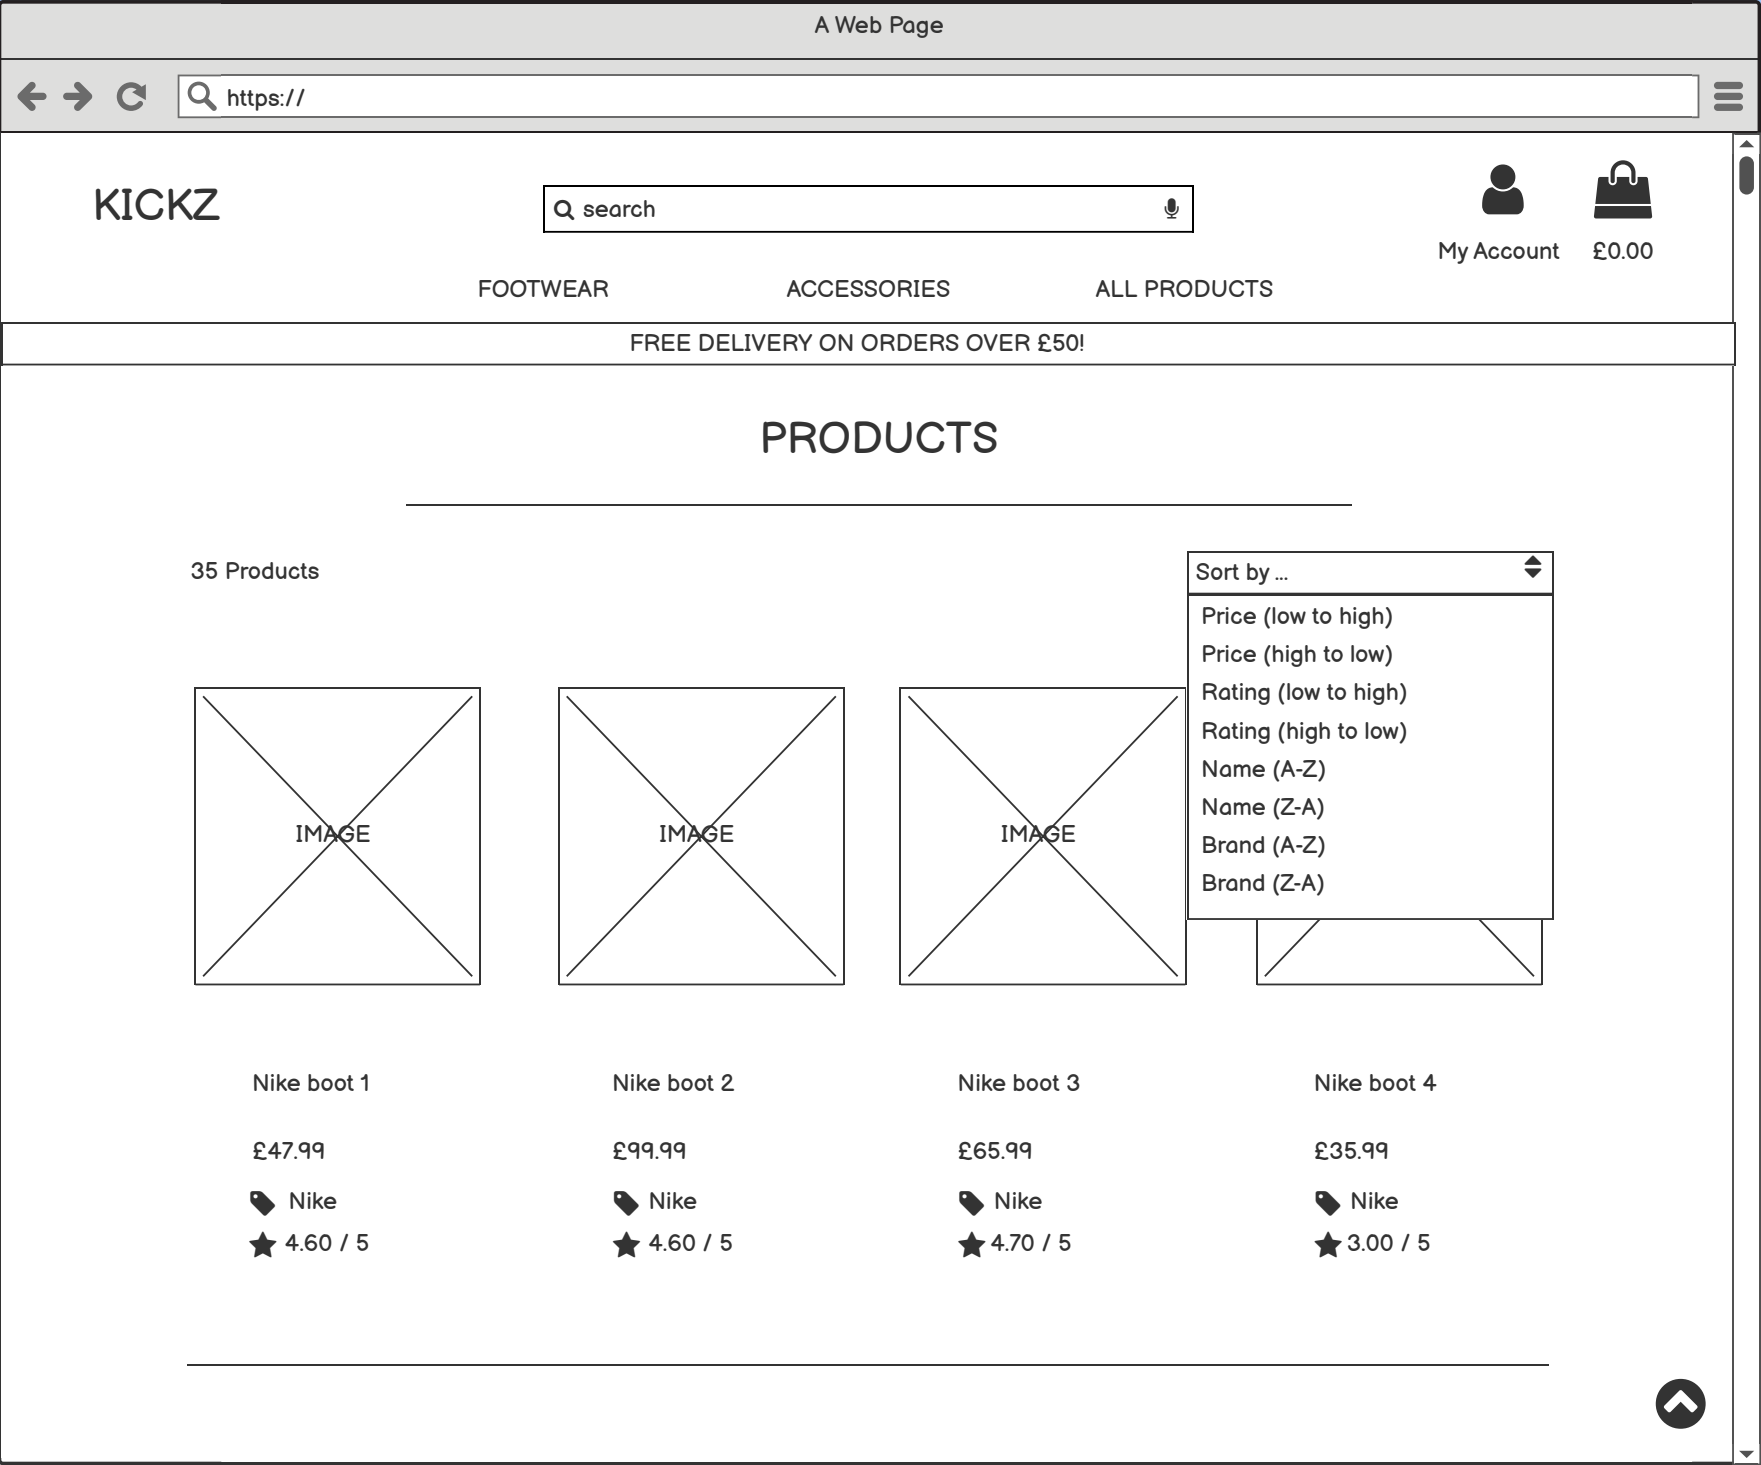 A Web Page
https://
KICKZ
search
My Account
£0.00
FOOTWEAR
ACCESSORIES
ALL PRODUCTS
FREE DELIVERY ON ORDERS OVER £50!
PRODUCTS
35 Products
Sort by ...
Price (low to high)
Price (high to low)
Rating (low to high)
Rating (high to low)
Name (A-Z)
Name (Z-A)
Brand (A-Z)
Brand (Z-A)
IMAGE
IMAGE
IMAGE
Nike boot 1
£47.99
Nike
4.60 / 5
Nike boot 2
£99.99
Nike
4.60 / 5
Nike boot 3
£65.99
Nike
4.70 / 5
Nike boot 4
£35.99
Nike
3.00 / 5